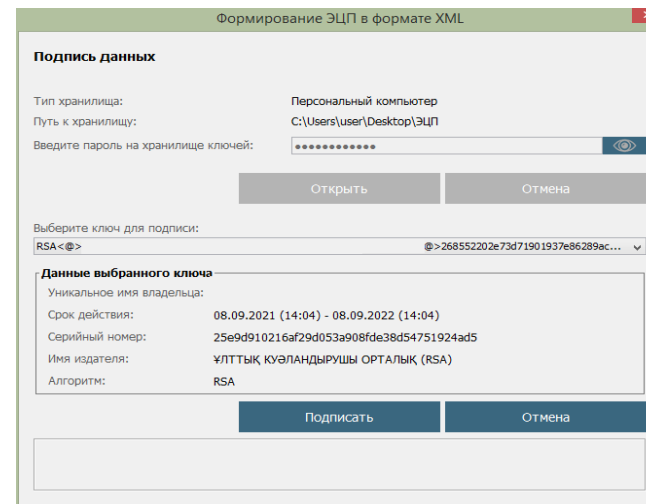 Формирование ЭЦП в формате XML
Подпись данных
Тип хранилища: Персональный компьютер
Путь к хранилищу: C:\Users\user\Desktop\ЭЦП
Введите пароль на хранилище ключей: ●●●●●●●●●●●●
Открыть Отмена
Выберите ключ для подписи:
RSA<@> @>268552202e73d71901937e86289ac...
Данные выбранного ключа
Уникальное имя владельца:
Срок действия: 08.09.2021 (14:04) - 08.09.2022 (14:04)
Серийный номер: 25e9d910216af29d053a908fde38d54751924ad5
Имя издателя: ҰЛТТЫҚ КУӘЛАНДЫРУШЫ ОРТАЛЫҚ (RSA)
Алгоритм: RSA
Подписать Отмена